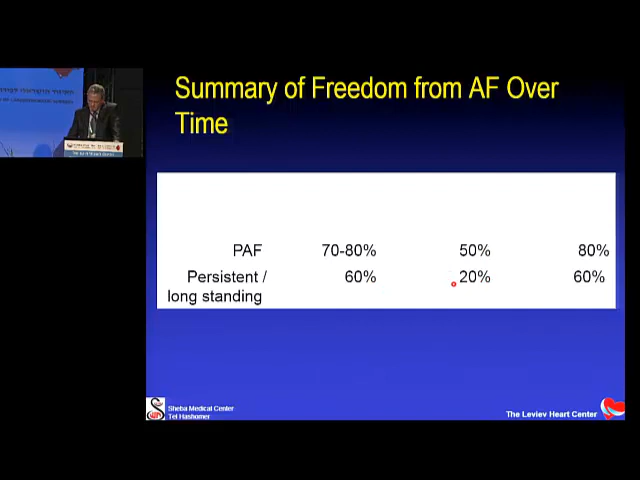 Summary of Freedom from AF Over
Time
PAF 70-80% 50% 80%
Persistent / 60% 20% 60%
long standing
Sheba Medical Center
Tel Hashomer
The Leviev Heart Center